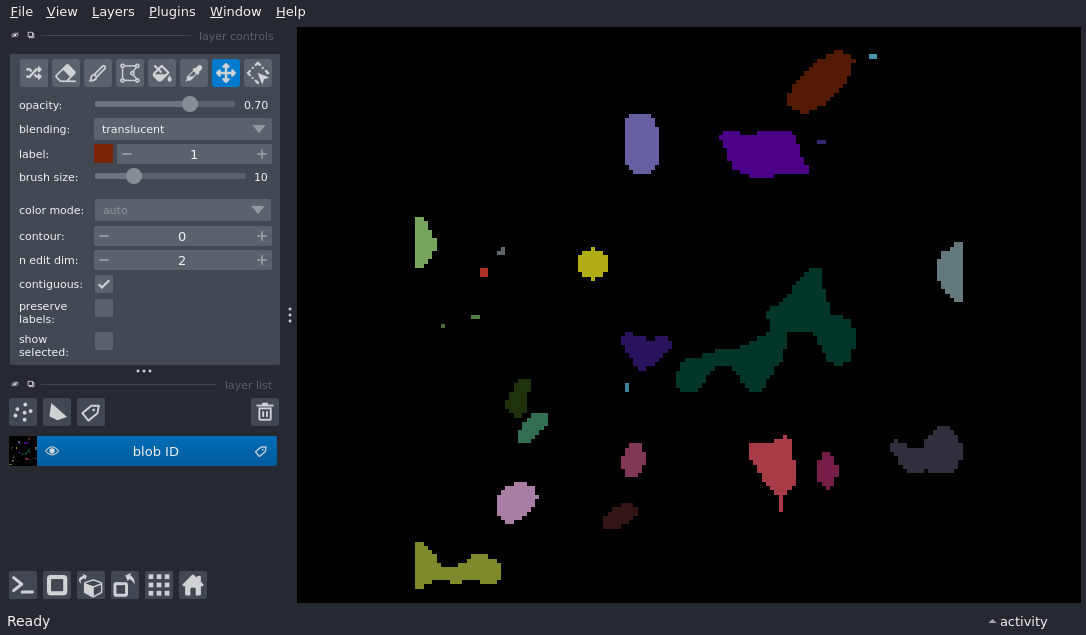 File View Layers Plugins Window Help
layer controls
opacity: 0.70
blending: translucent
label: 1
brush size: 10
color mode: auto
contour: 0
n edit dim: 2
contiguous:
preserve
labels:
show
selected:
layer list
blob ID
Ready activity